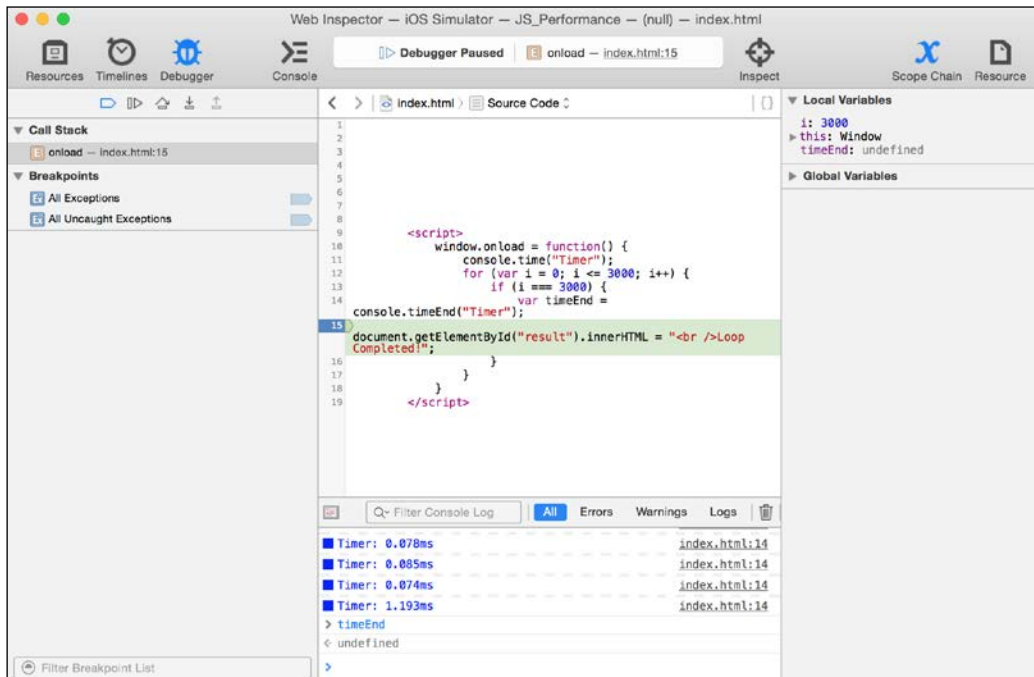 Web Inspector — iOS Simulator — JS_Performance — (null) — index.html
Resources Timelines Debugger Console
Debugger Paused onload — index.html:15
Inspect Scope Chain Resource
index.html Source Code {}
Call Stack
E onload — index.html:15
Breakpoints
Ex All Exceptions
Ex All Uncaught Exceptions
Filter Breakpoint List
1
2
3
4
5
6
7
8
9 <script>
10 window.onload = function() {
11 console.time("Timer");
12 for (var i = 0; i <= 3000; i++) {
13 if (i === 3000) {
14 var timeEnd =
console.timeEnd("Timer");
15
document.getElementById("result").innerHTML = "<br />Loop
Completed!";
16 }
17 }
18 }
19 </script>
Filter Console Log All Errors Warnings Logs
Timer: 0.078ms index.html:14
Timer: 0.085ms index.html:14
Timer: 0.074ms index.html:14
Timer: 1.193ms index.html:14
> timeEnd
< undefined
>
Local Variables
i: 3000
this: Window
timeEnd: undefined
Global Variables